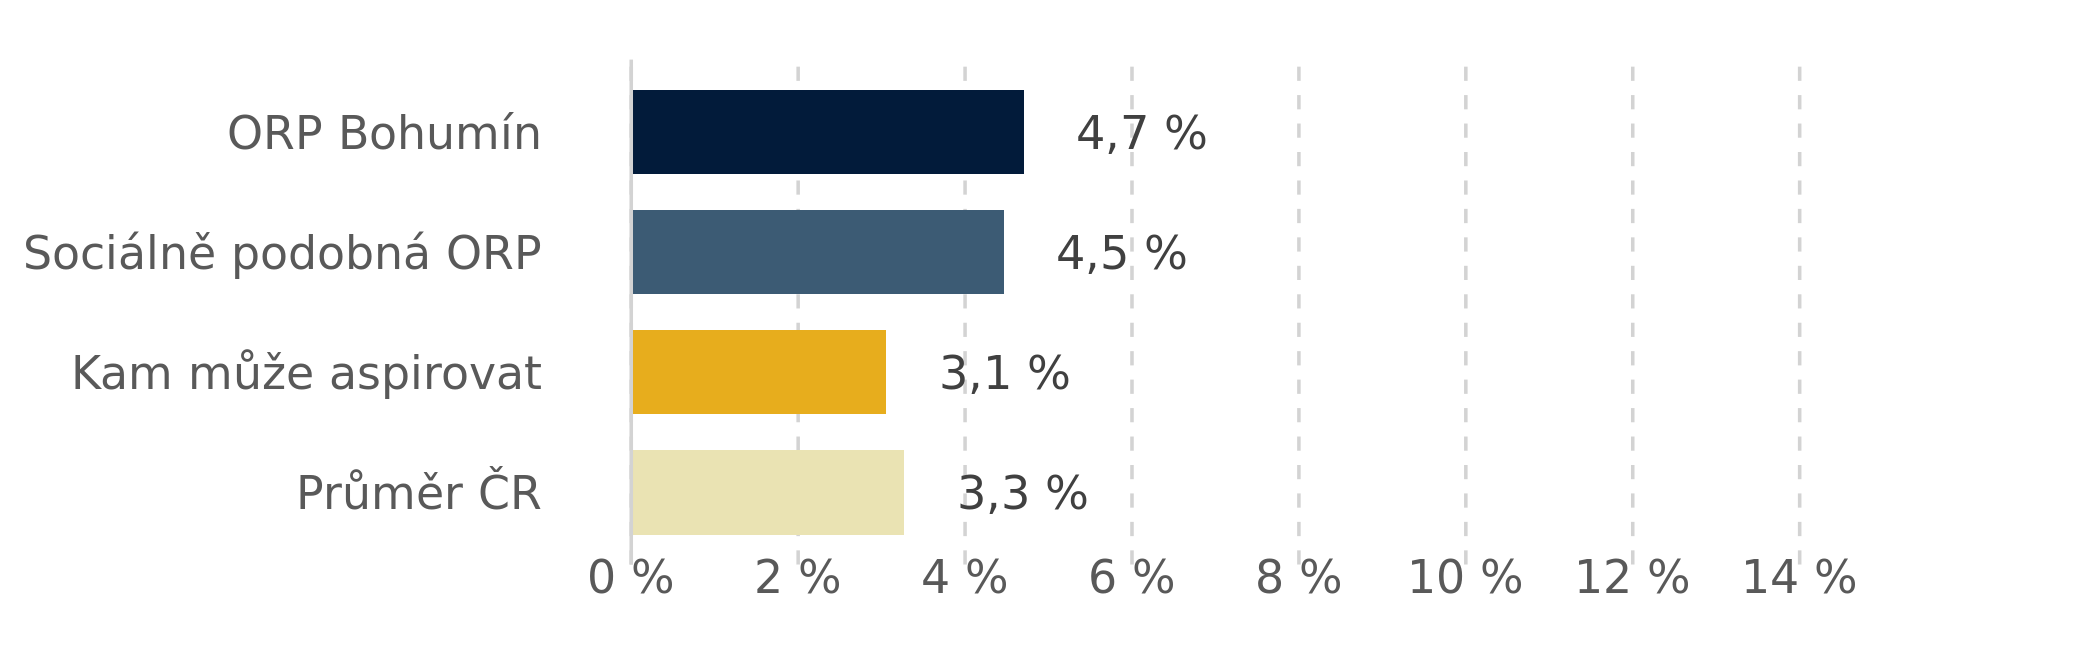 ORP Bohumín 4,7 %
Sociálně podobná ORP 4,5 %
Kam může aspirovat 3,1 %
Průměr ČR 3,3 %
0 % 2 % 4 % 6 % 8 % 10 % 12 % 14 %